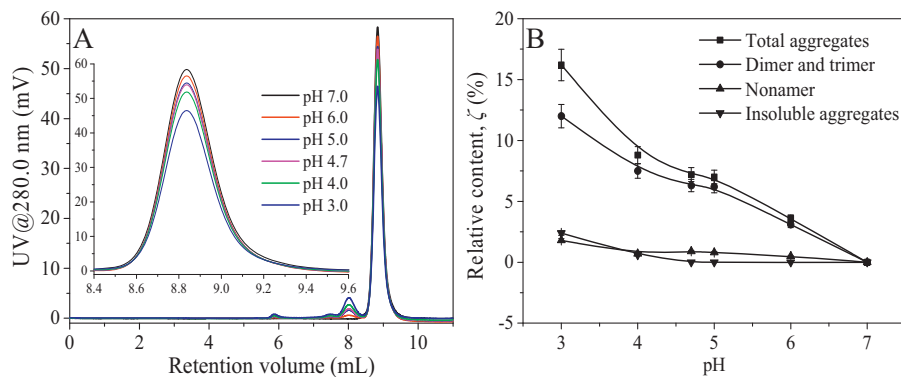 A
UV@280.0 nm (mV)
60
50
40
30
20
10
0
60
50
40
30
20
10
0
8.4 8.6 8.8 9.0 9.2 9.4 9.6
pH 7.0
pH 6.0
pH 5.0
pH 4.7
pH 4.0
pH 3.0
0 2 4 6 8 10
Retention volume (mL)
B
Relative content, ζ (%)
20
15
10
5
0
-5
Total aggregates
Dimer and trimer
Nonamer
Insoluble aggregates
3 4 5 6 7
pH